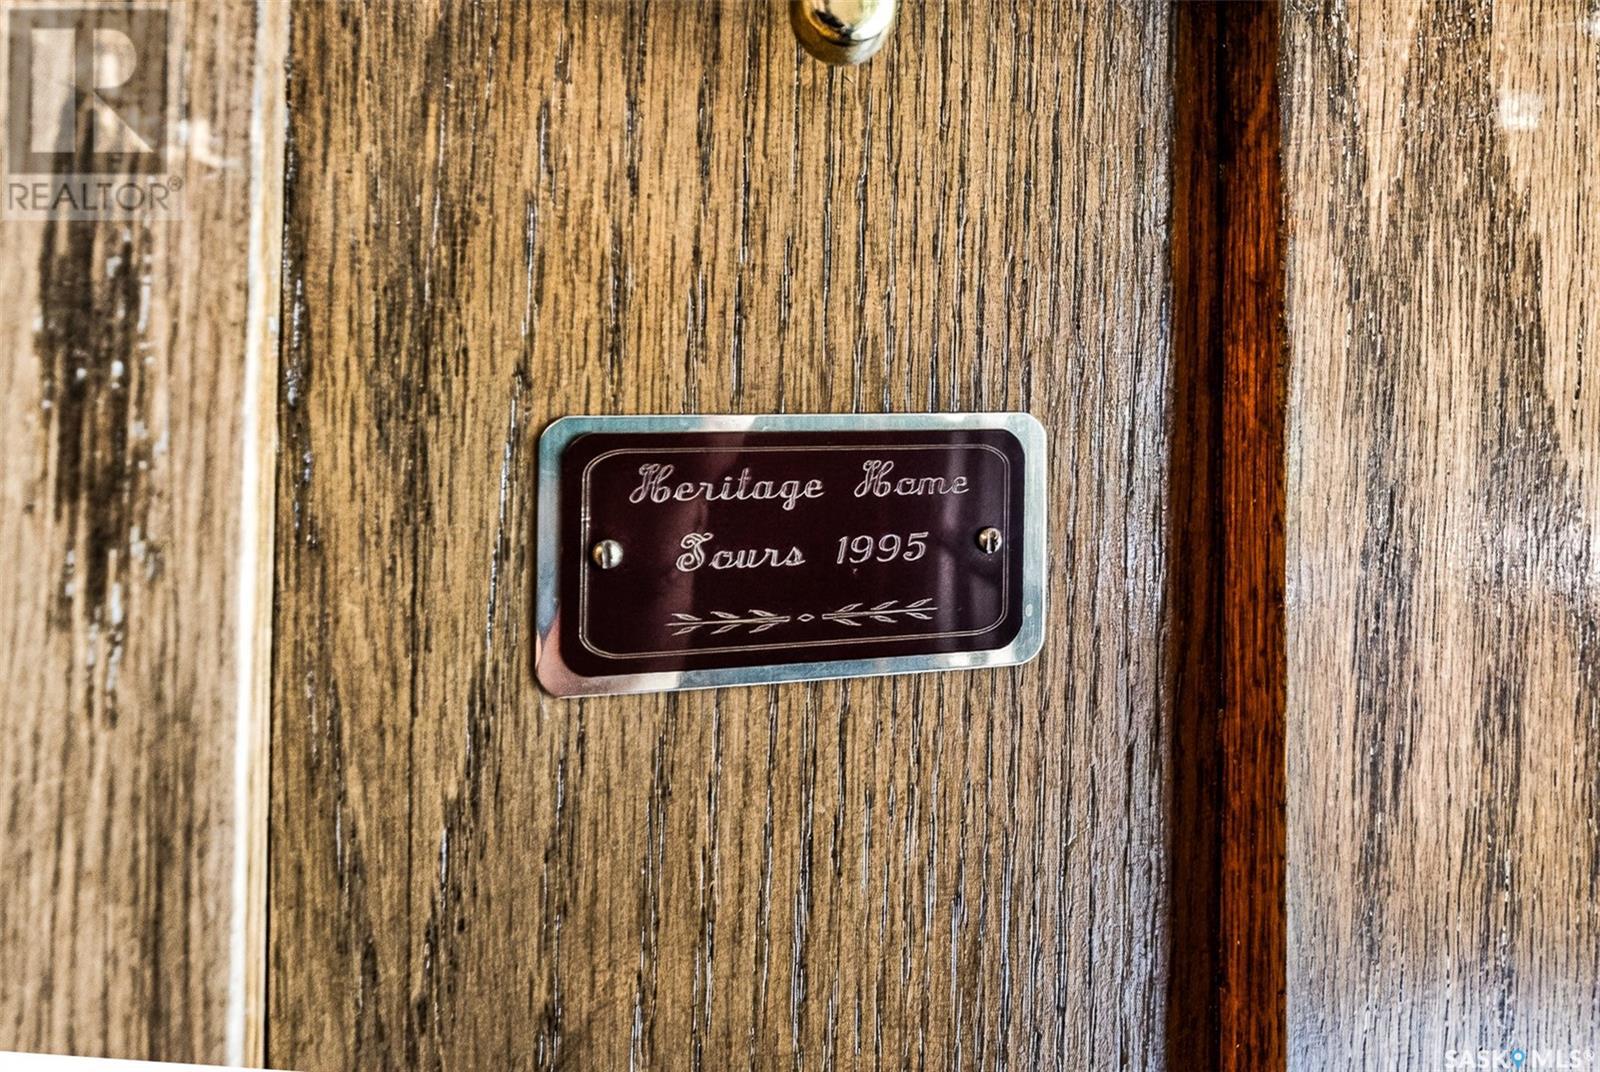 R
REALTOR®
Heritage Home
Tours 1995
SASK MLS®